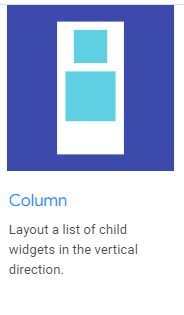 Column
Layout a list of child
widgets in the vertical
direction.